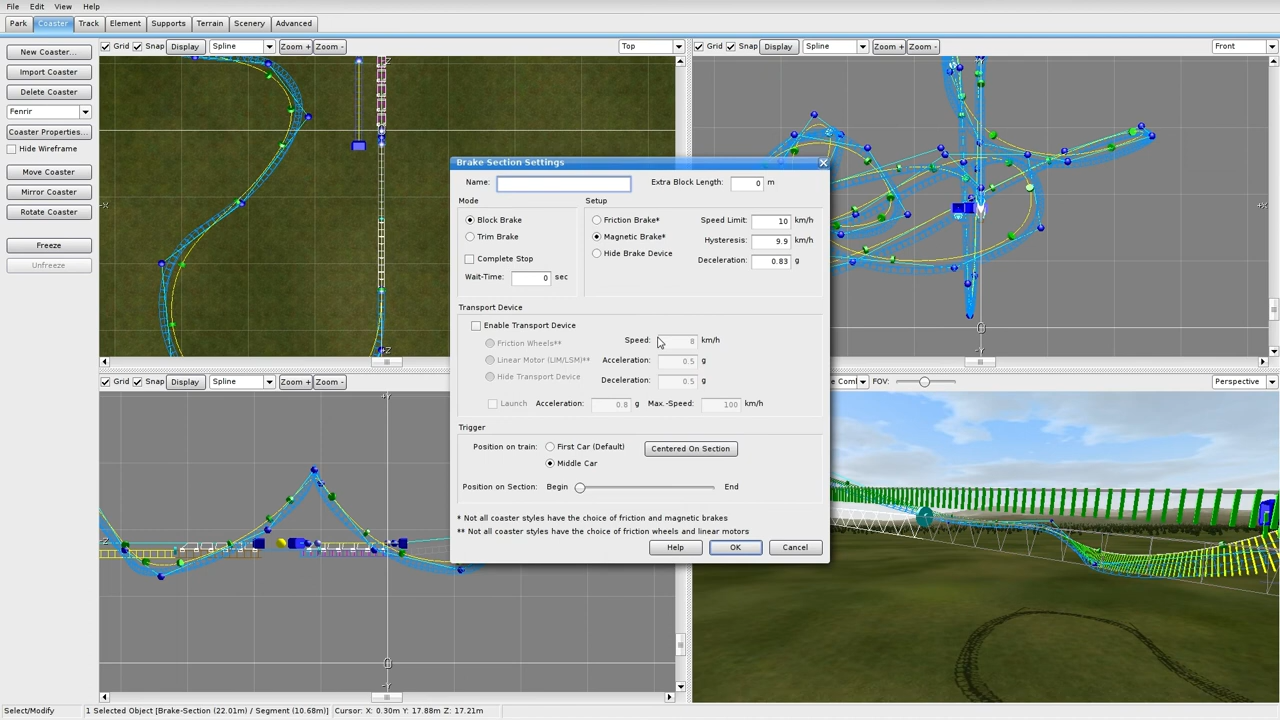 File Edit View Help
Park Coaster Track Element Supports Terrain Scenery Advanced
New Coaster...
Import Coaster
Delete Coaster
Fenrir
Coaster Properties...
Hide Wireframe
Move Coaster
Mirror Coaster
Rotate Coaster
Freeze
Unfreeze
Grid Snap Display Spline Zoom + Zoom - Top
Grid Snap Display Spline Zoom + Zoom - Front
Brake Section Settings
Name: Extra Block Length: 0 m
Mode Setup
Block Brake Friction Brake* Speed Limit: 10 km/h
Trim Brake Magnetic Brake* Hysteresis: 9.9 km/h
Complete Stop Hide Brake Device Deceleration: 0.83 g
Wait-Time: 0 sec
Transport Device
Enable Transport Device
Friction Wheels** Speed: 8 km/h
Linear Motor (LIM/LSM)** Acceleration: 0.5 g
Hide Transport Device Deceleration: 0.5 g
Launch Acceleration: 0.8 g Max.-Speed: 100 km/h
Trigger
Position on train: First Car (Default) Centered On Section
Middle Car
Position on Section: Begin End
* Not all coaster styles have the choice of friction and magnetic brakes
** Not all coaster styles have the choice of friction wheels and linear motors
Help OK Cancel
-X
-Z
+Z
0
-Y
Grid Snap Display Spline Zoom + Zoom -
FOV: Perspective
+Y
-Z
0
-Y
Select/Modify 1 Selected Object [Brake-Section (22.01m) / Segment (10.68m)] Cursor: X: 0.30m Y: 17.88m Z: 17.21m